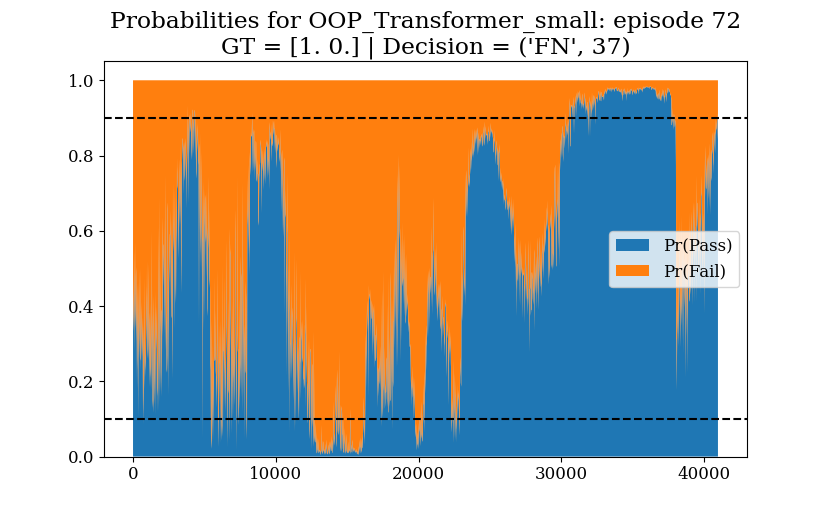 Probabilities for OOP_Transformer_small: episode 72
GT = [1. 0.] | Decision = ('FN', 37)
1.0
0.8
0.6
0.4
0.2
0.0
Pr(Pass)
Pr(Fail)
0
10000
20000
30000
40000